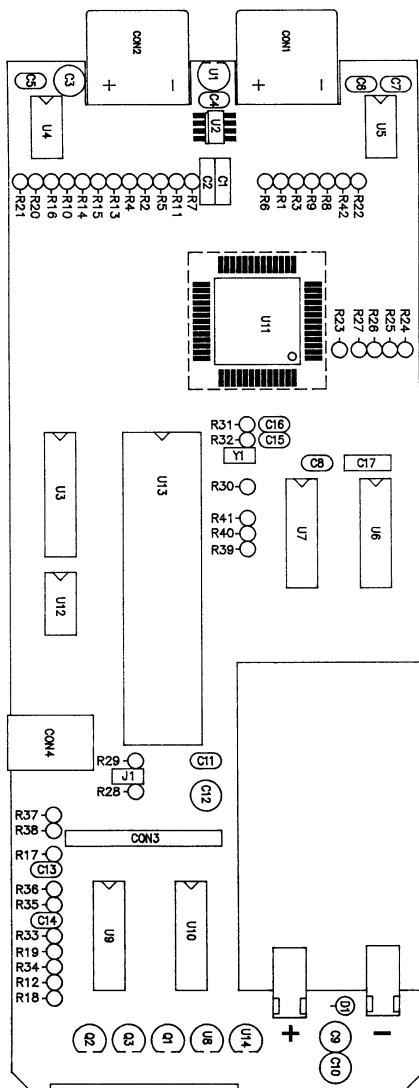 CON2
CON1
+ −
+ −
C5
C3
U1
C6
C7
U4
C4
U2
U5
C2
C1
R21
R20
R16
R10
R14
R15
R13
R4
R2
R5
R11
R7
R6
R1
R3
R9
R8
R42
R22
U11
R23
R27
R26
R25
R24
R31
C16
R32
C15
Y1
C8
C17
U3
U13
R30
U7
U6
R41
R40
R39
U12
CON4
R29
C11
J1
R28
C12
R37
R38
CON3
R17
C13
R36
R35
C14
R33
R19
R34
R12
R18
U9
U10
D1
+ −
Q2
Q3
Q1
U8
U14
C9
C10